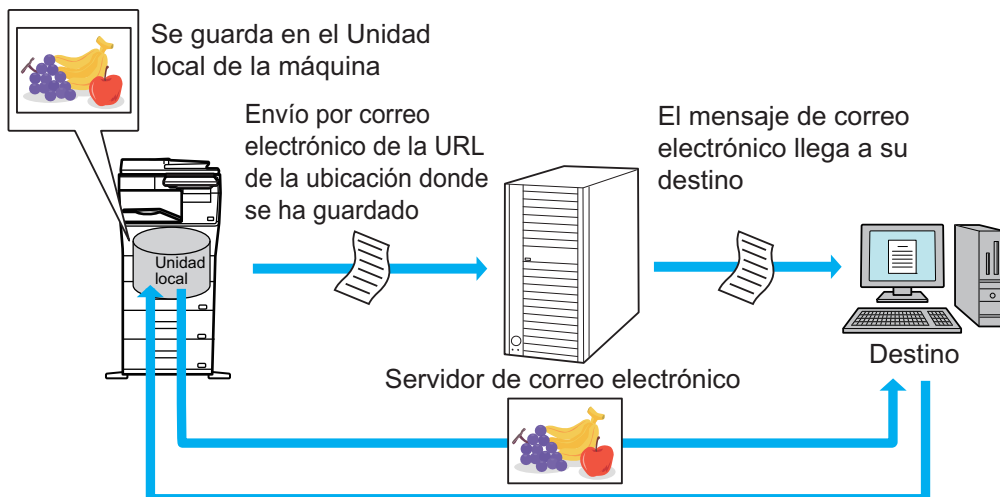 Se guarda en el Unidad
local de la máquina
Envío por correo
electrónico de la URL
de la ubicación donde
se ha guardado
El mensaje de correo
electrónico llega a su
destino
Unidad
local
Destino
Servidor de correo electrónico